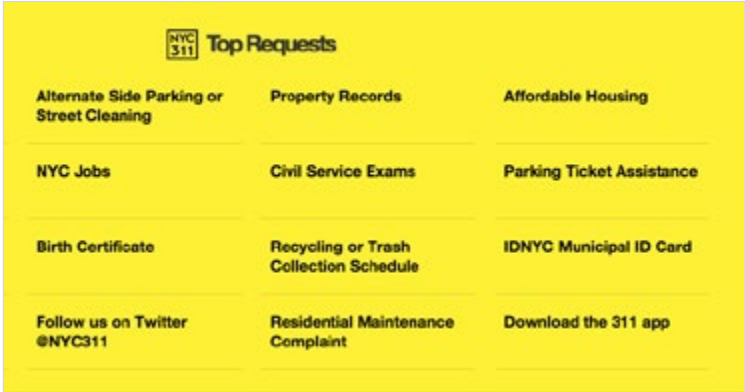 NYC
311
Top Requests
Alternate Side Parking or
Street Cleaning
Property Records
Affordable Housing
NYC Jobs
Civil Service Exams
Parking Ticket Assistance
Birth Certificate
Recycling or Trash
Collection Schedule
IDNYC Municipal ID Card
Follow us on Twitter
@NYC311
Residential Maintenance
Complaint
Download the 311 app